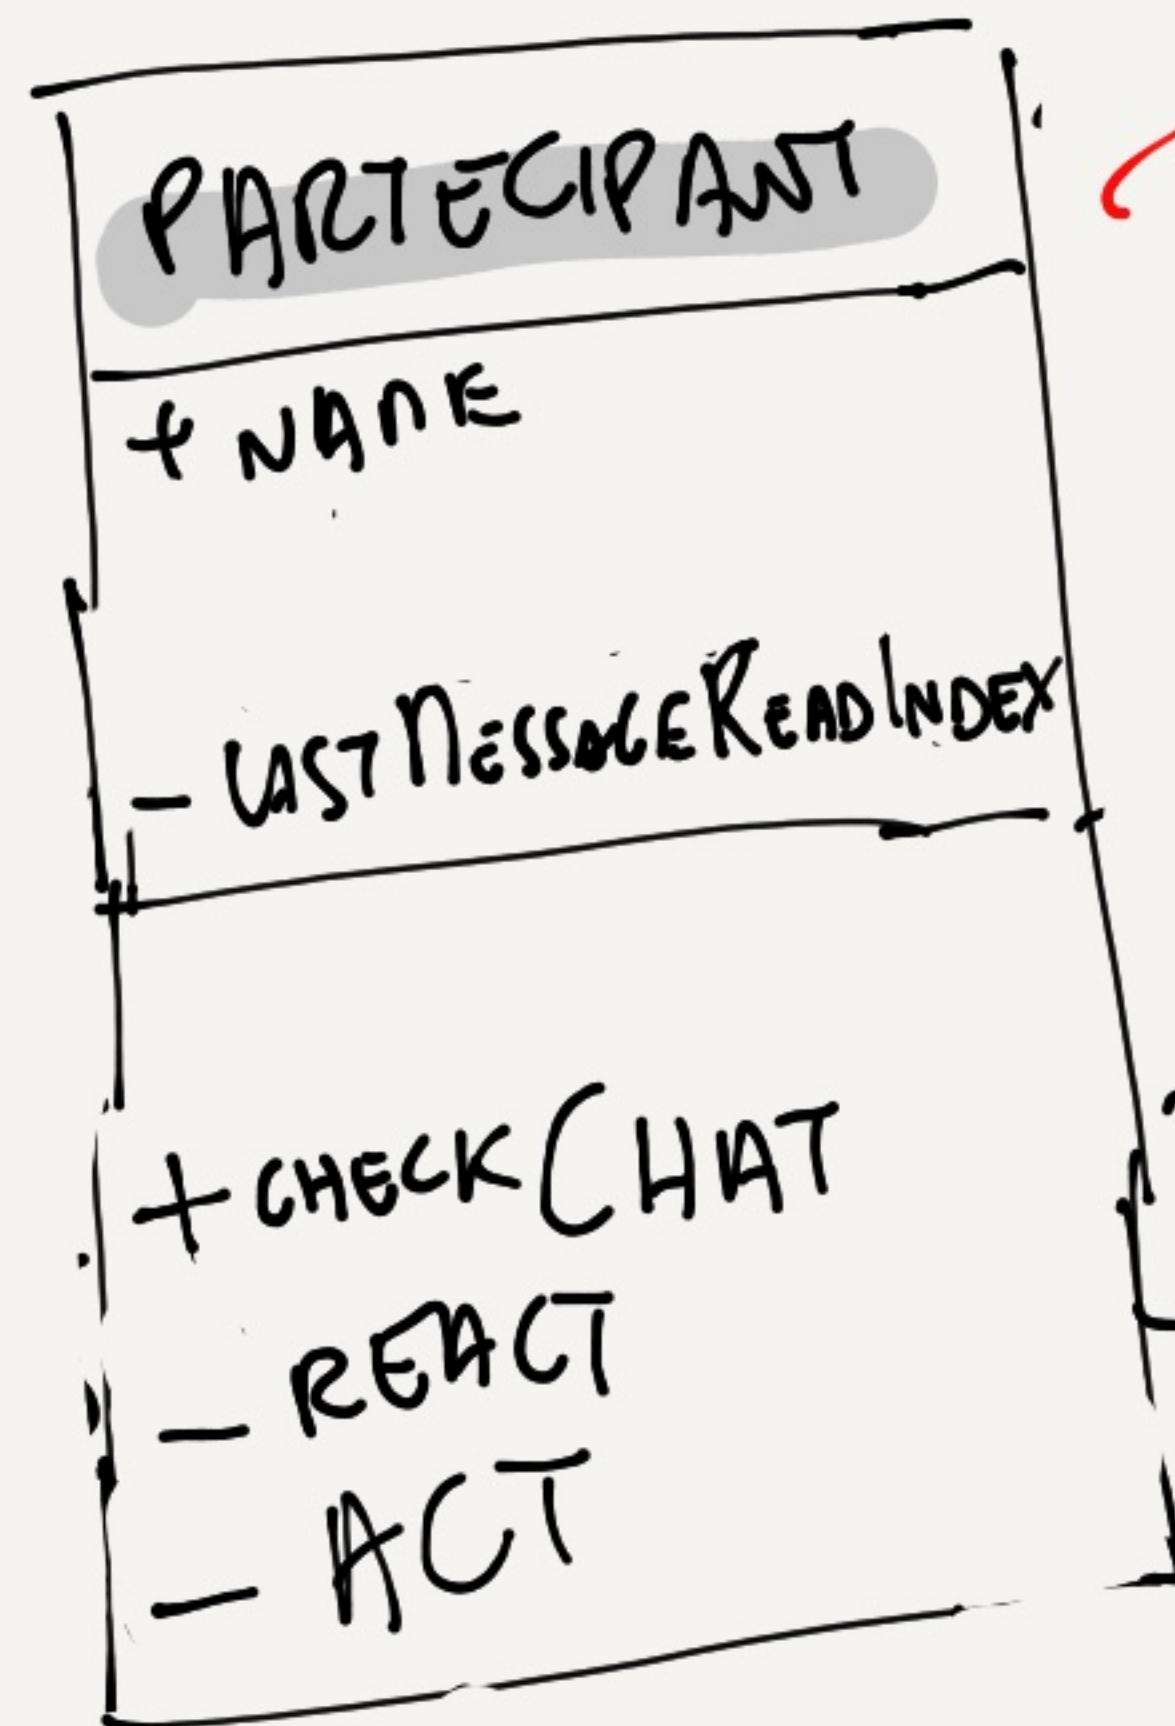 PARTECIPANT
+ NAME
- LASTMESSAGEREADINDEX
+ CHECKCHAT
- REACT
- ACT